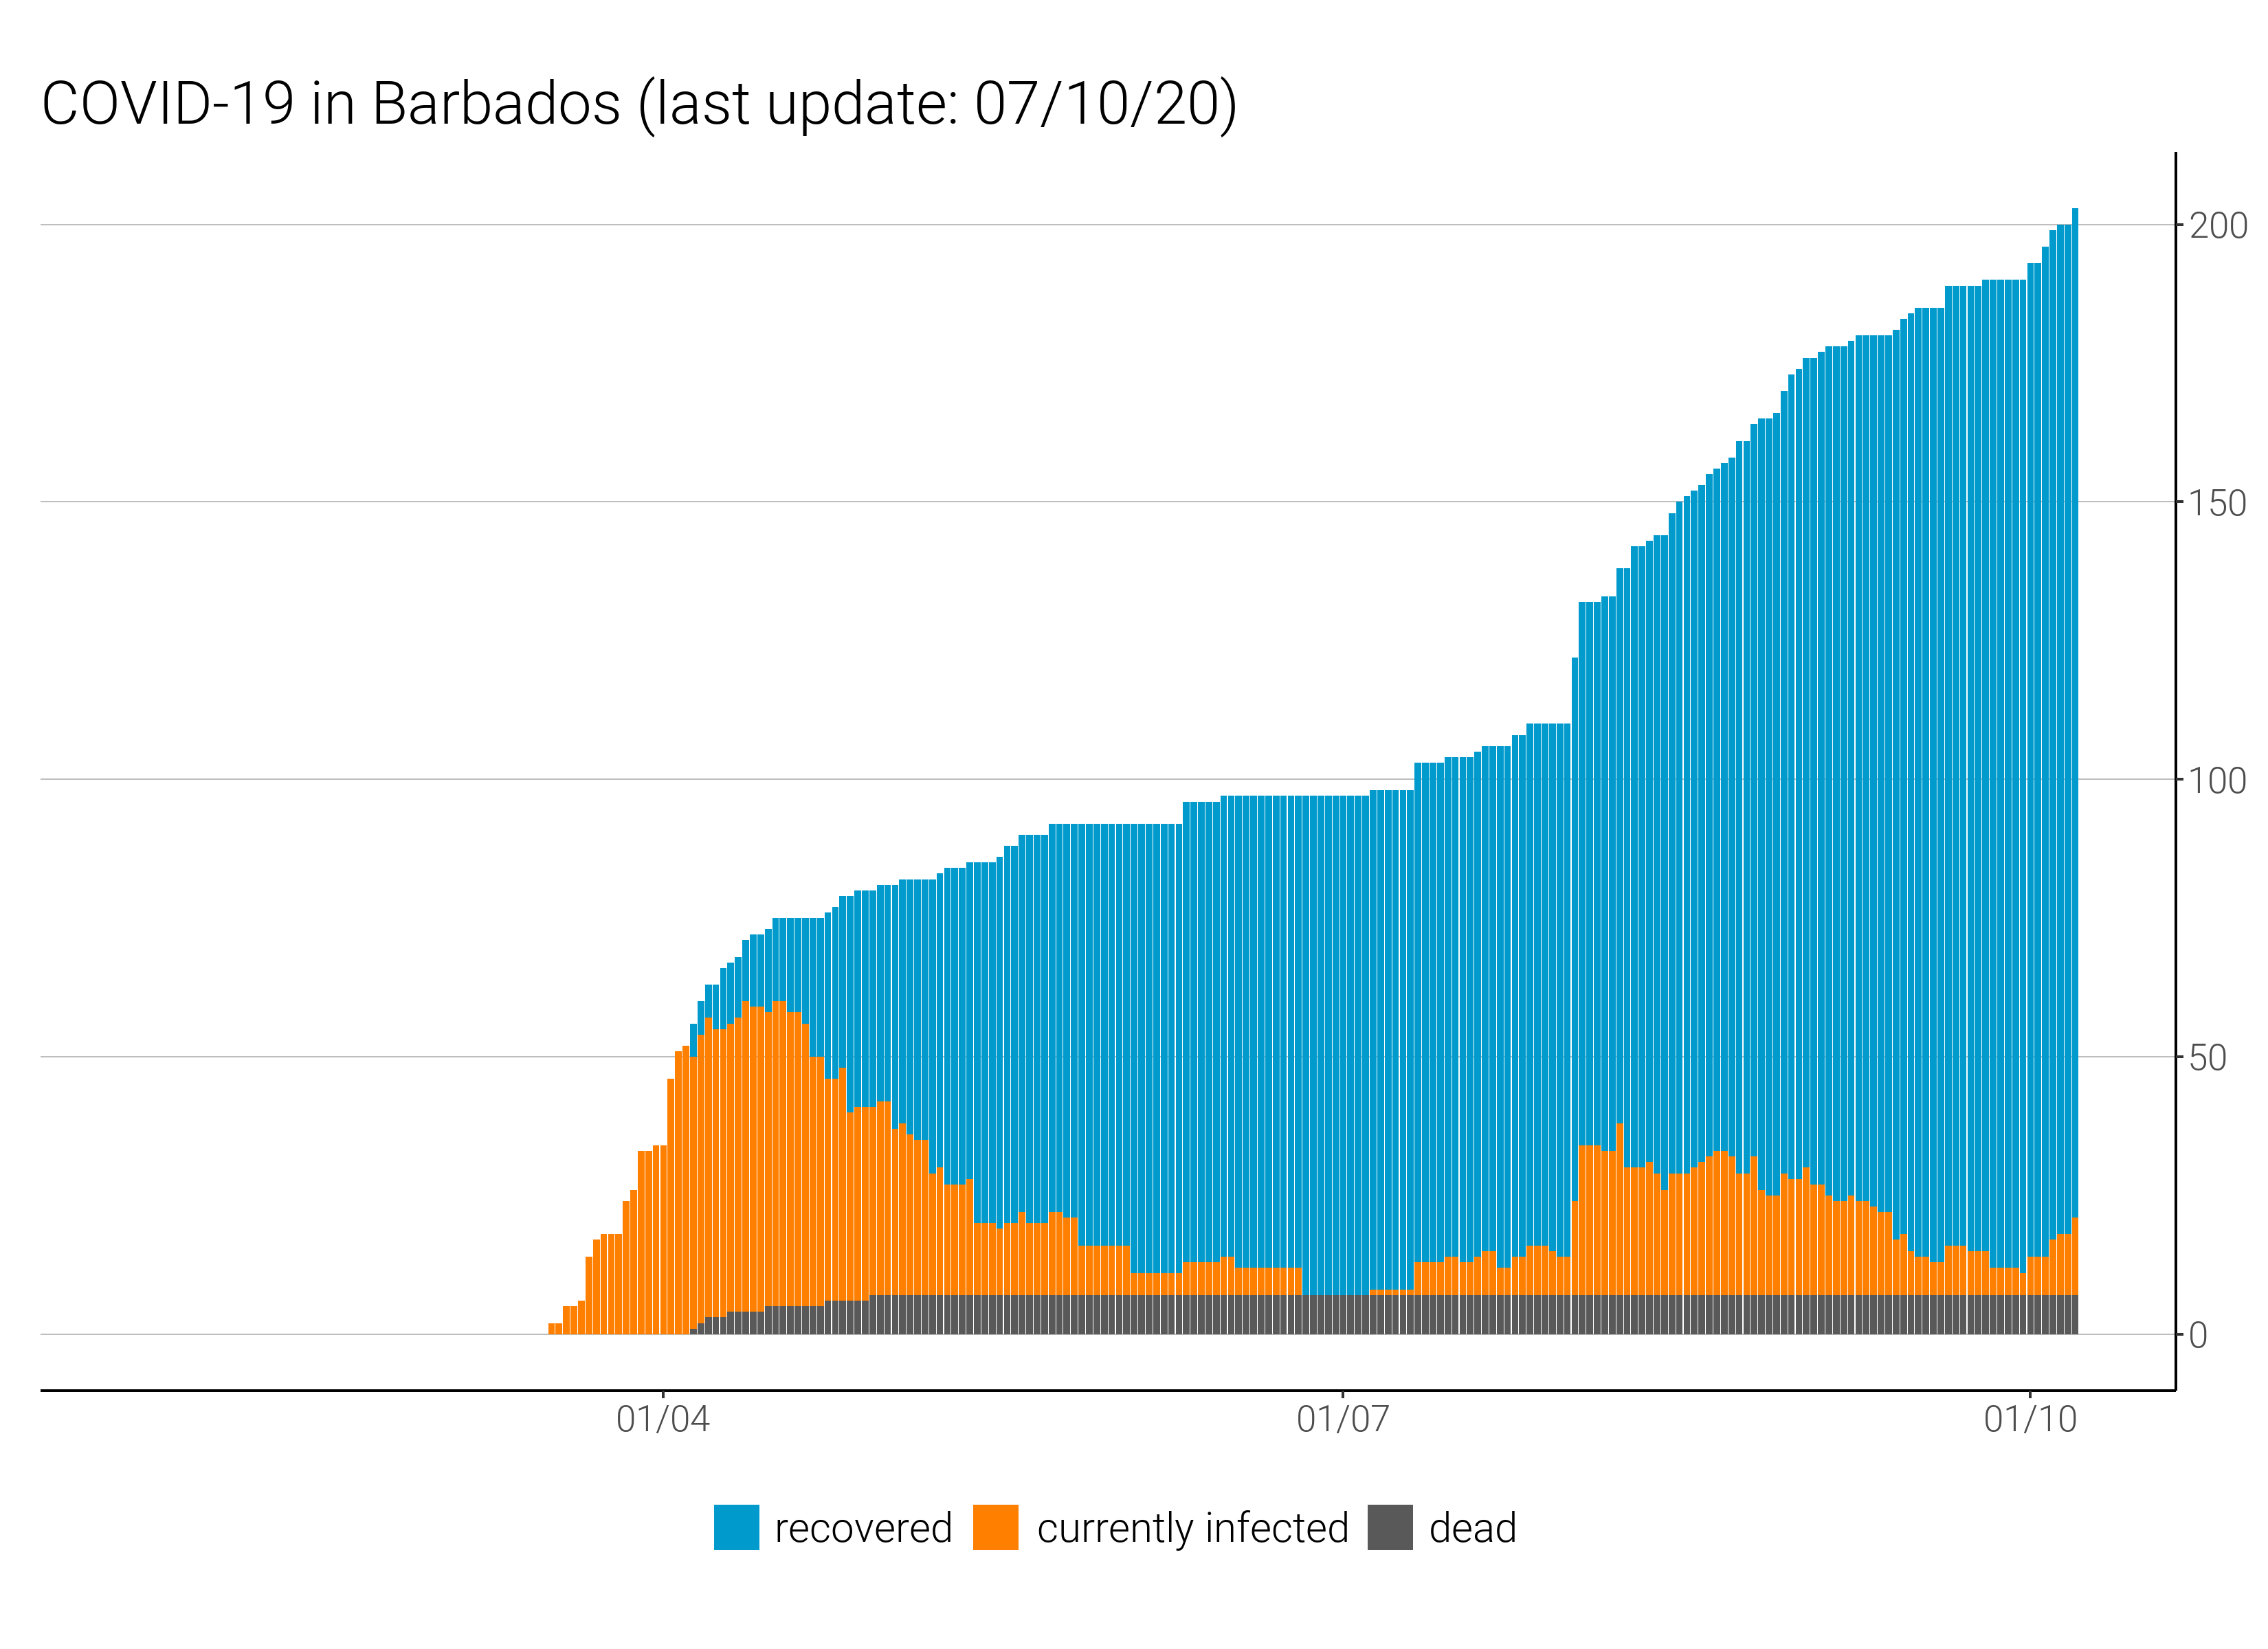 COVID-19 in Barbados (last update: 07/10/20)
200
150
100
50
0
01/04 01/07 01/10
recovered currently infected dead